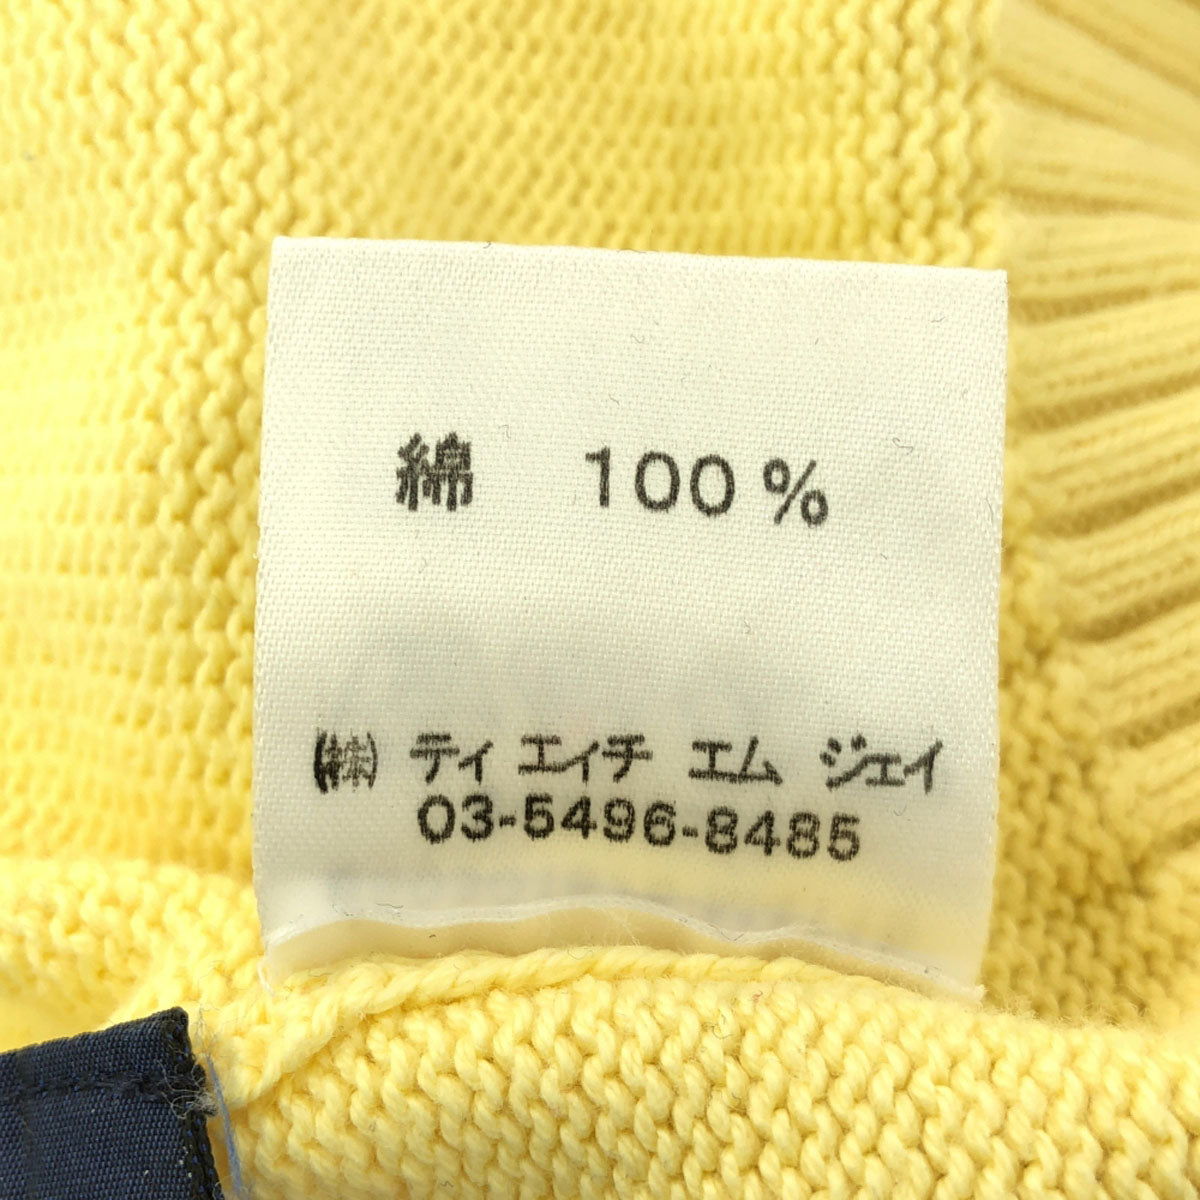 綿 100%
㈱ ティ エイチ エム ジェイ
03-5496-8485